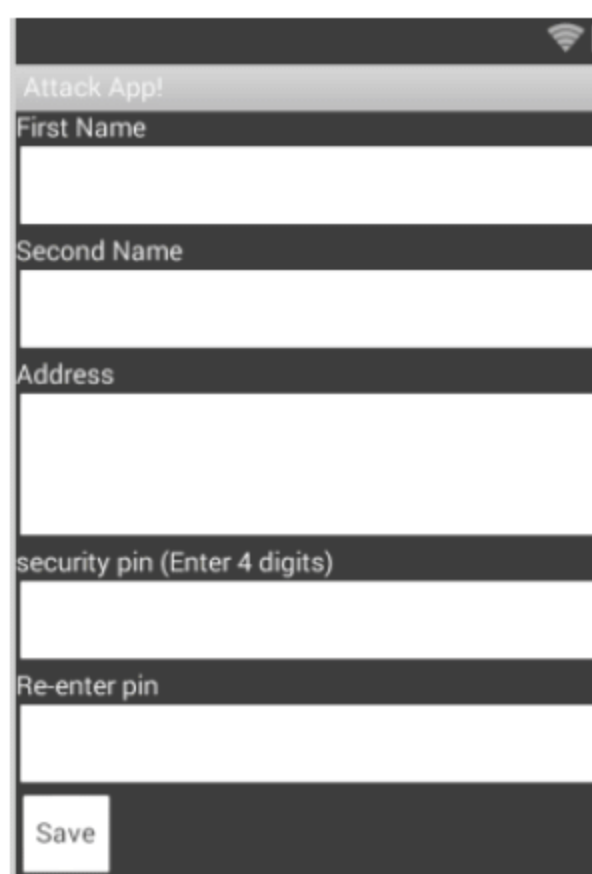 Attack App!
First Name
Second Name
Address
security pin (Enter 4 digits)
Re-enter pin
Save